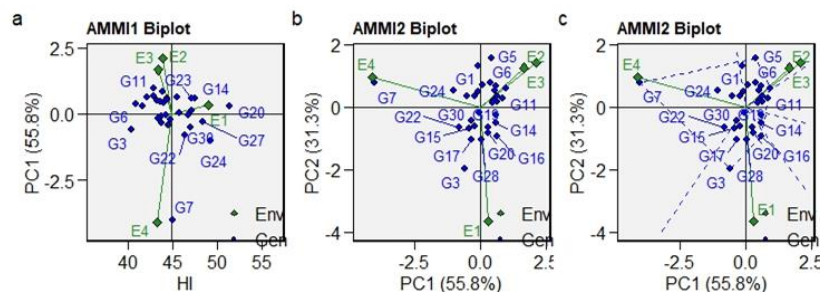 a
AMMI1 Biplot
PC1 (55.8%)
2.5
0.0
-2.5
E3 E2
G11 G23
G14
G6
G20
E1
G3
G30
G27
G22
G24
E4
G7
Env
Gen
40 45 50 55
HI
b
AMMI2 Biplot
PC2 (31.3%)
2
0
-2
-4
E4
G5
E2
G1
G6
E3
G24
G7
G11
G30
G22
G14
G15
G17
G20
G16
G3
G28
E1
Env
Gen
-2.5 0.0 2.5
PC1 (55.8%)
c
AMMI2 Biplot
PC2 (31.3%)
2
0
-2
-4
E4
G5
E2
G1
G6
E3
G24
G7
G11
G30
G22
G14
G15
G17
G20
G16
G3
G28
E1
Env
Gen
-2.5 0.0 2.5
PC1 (55.8%)